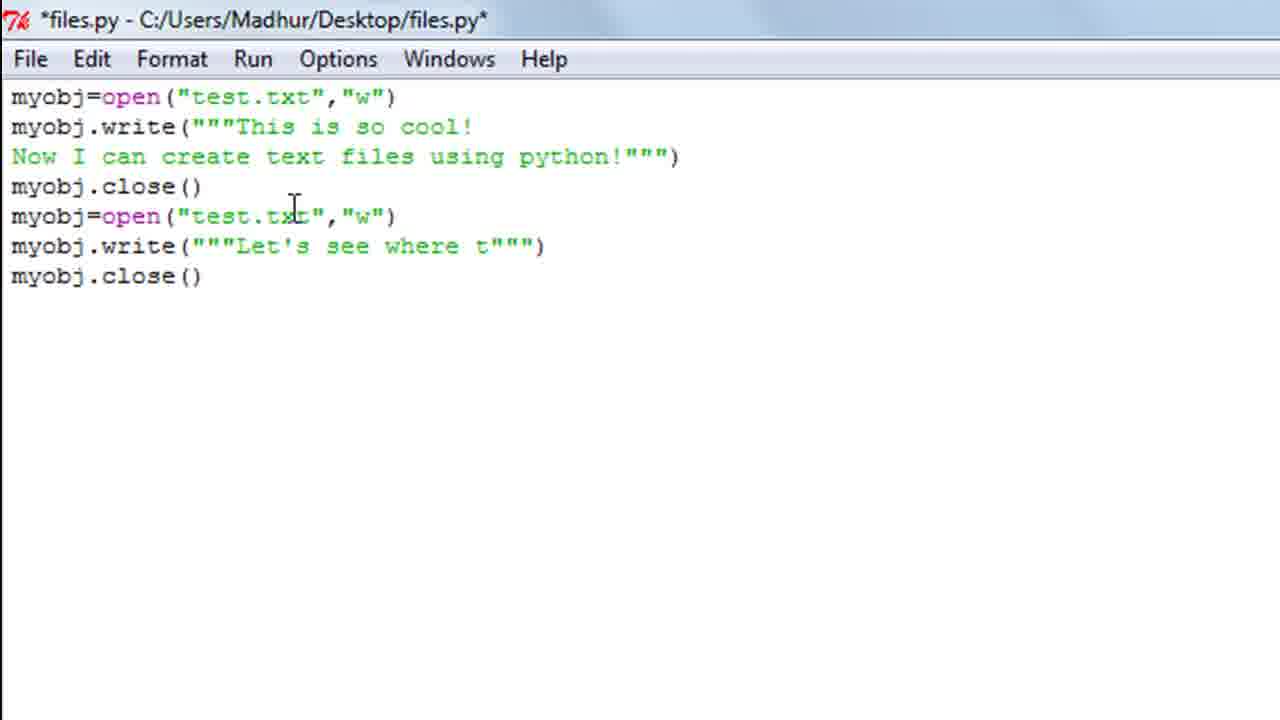 *files.py - C:/Users/Madhur/Desktop/files.py*
File Edit Format Run Options Windows Help
myobj=open("test.txt","w")
myobj.write("""This is so cool!
Now I can create text files using python!""")
myobj.close()
myobj=open("test.txt","w")
myobj.write("""Let's see where t""")
myobj.close()